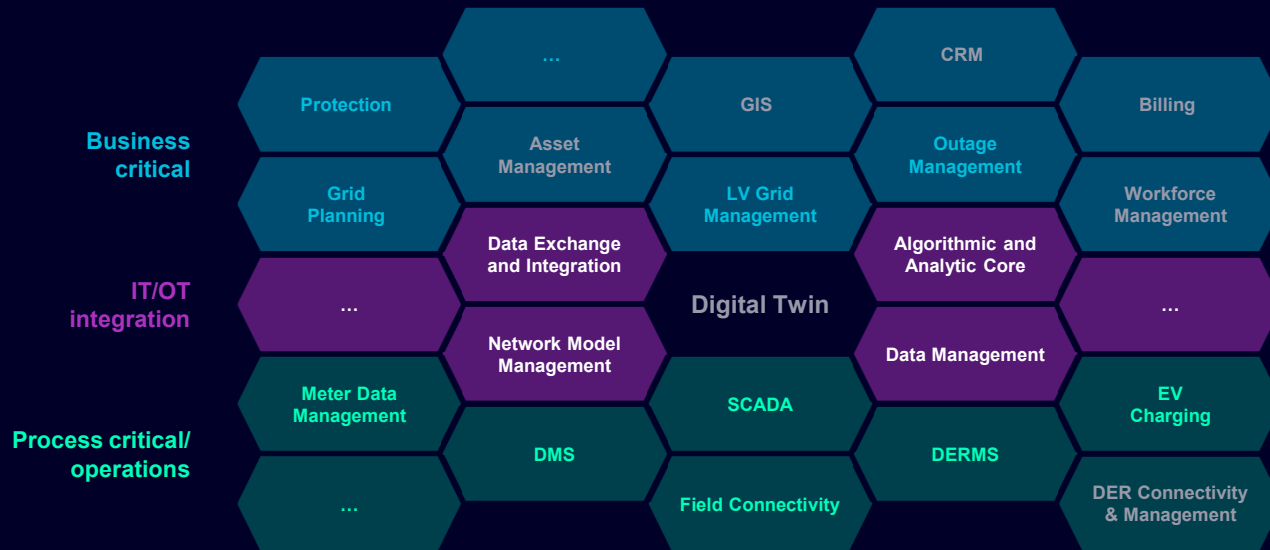 …
CRM
Protection
GIS
Billing
Business
critical
Asset
Management
Outage
Management
Grid
Planning
LV Grid
Management
Workforce
Management
Data Exchange
and Integration
Algorithmic and
Analytic Core
IT/OT
integration
…
Digital Twin
…
Network Model
Management
Data Management
Meter Data
Management
SCADA
EV
Charging
Process critical/
operations
DMS
DERMS
…
Field Connectivity
DER Connectivity
& Management